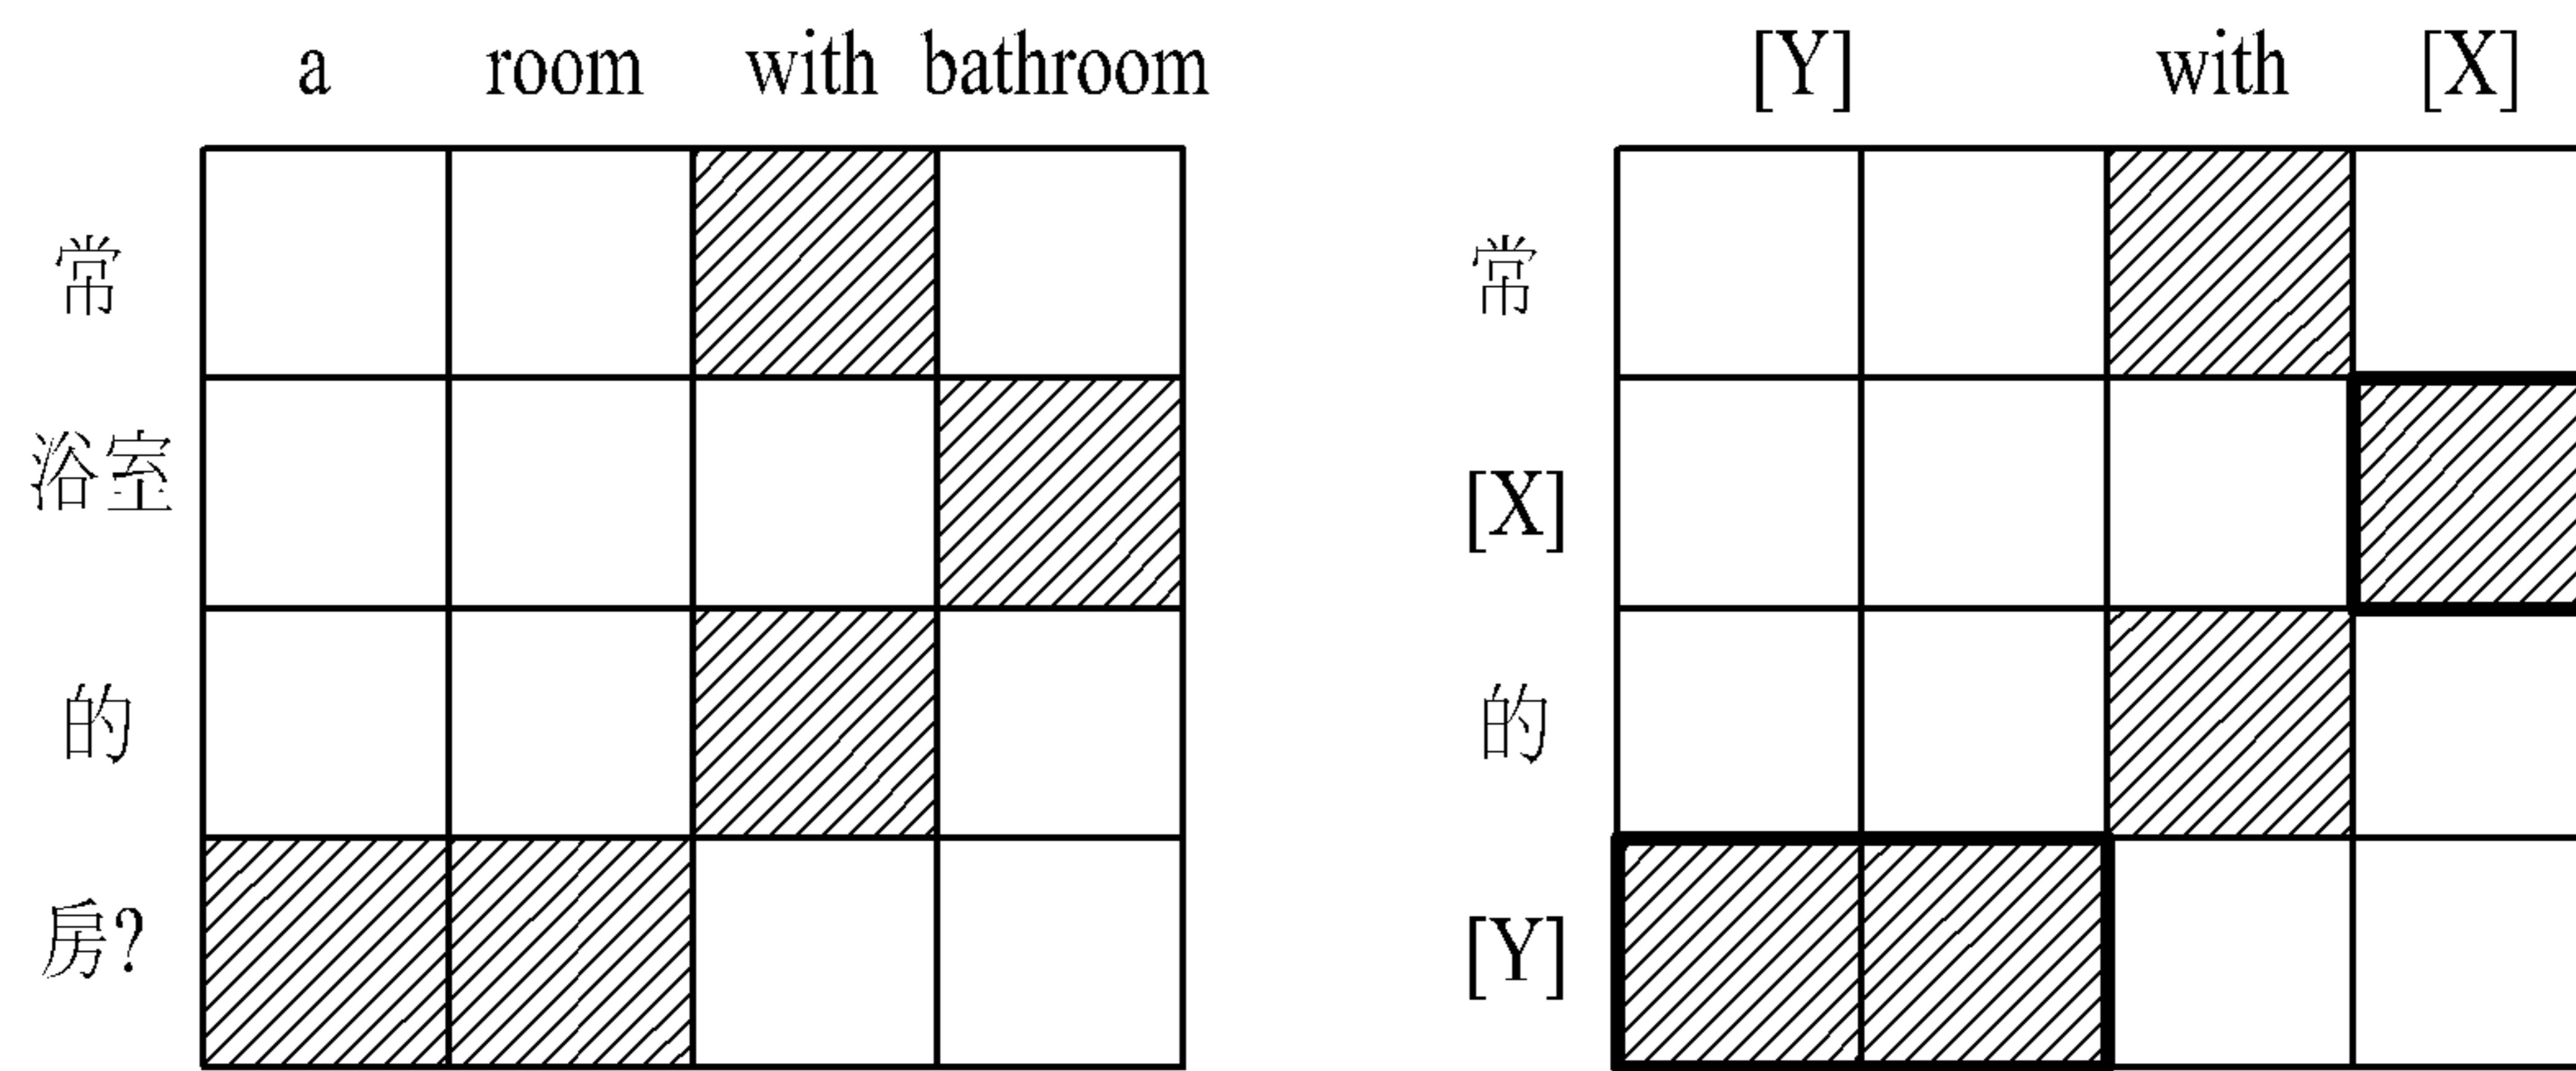 a room with bathroom
常
浴室
的
房?
[Y] with [X]
常
[X]
的
[Y]